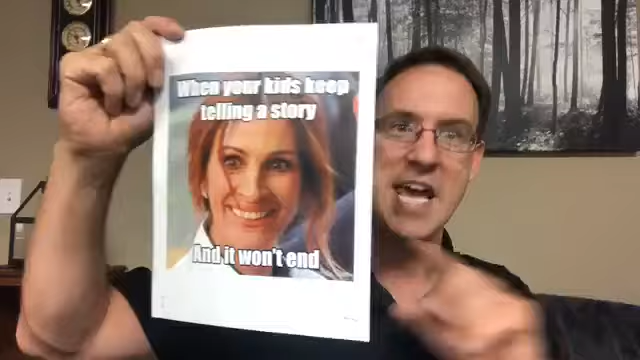 When your kids keep
telling a story
And it won't end